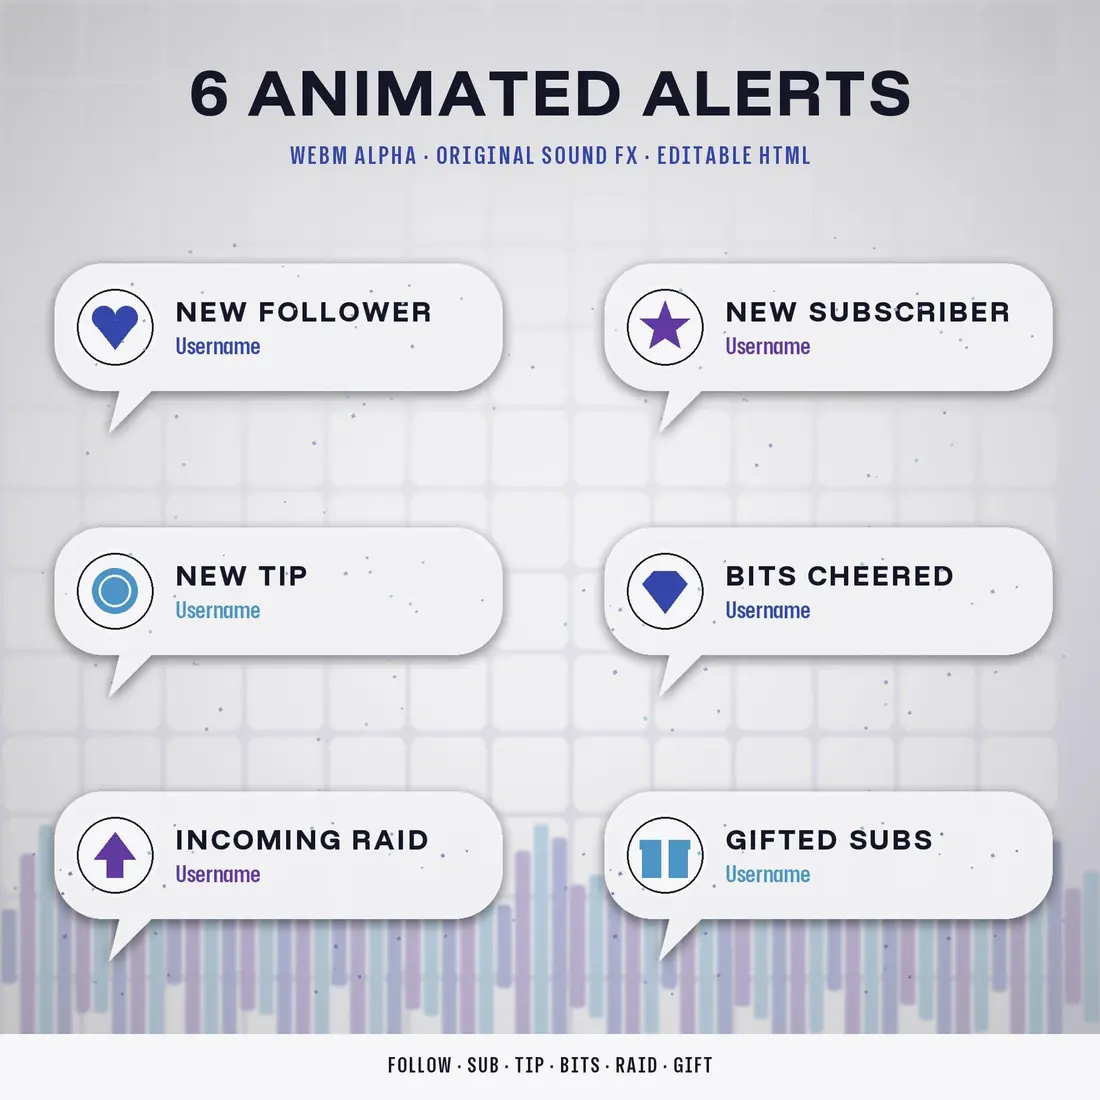 6 ANIMATED ALERTS
WEBM ALPHA · ORIGINAL SOUND FX · EDITABLE HTML
NEW FOLLOWER
Username
NEW SUBSCRIBER
Username
NEW TIP
Username
BITS CHEERED
Username
INCOMING RAID
Username
GIFTED SUBS
Username
FOLLOW · SUB · TIP · BITS · RAID · GIFT